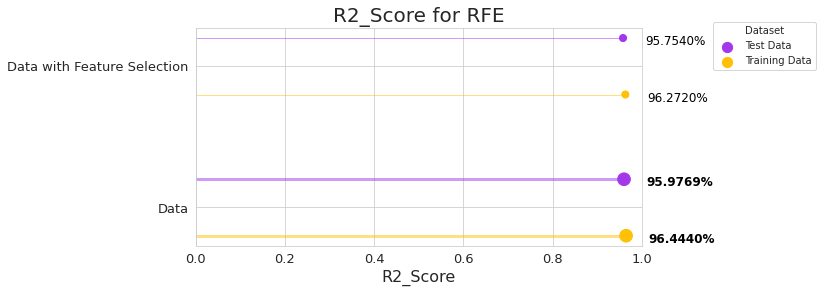 R2_Score for RFE
Dataset
Test Data
Training Data
95.7540%
Data with Feature Selection
96.2720%
95.9769%
Data
96.4440%
0.0 0.2 0.4 0.6 0.8 1.0
R2_Score